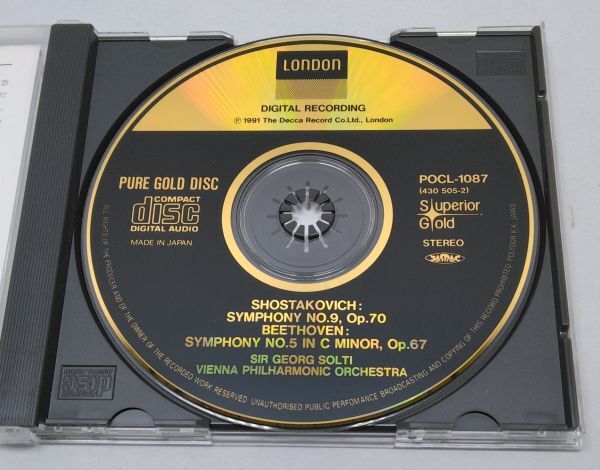 LONDON
DIGITAL RECORDING
℗ 1991 The Decca Record Co.Ltd., London
PURE GOLD DISC
COMPACT
disc
DIGITAL AUDIO
MADE IN JAPAN
POCL-1087
(430 505-2)
Superior
Gold
STEREO
JASRAC
SHOSTAKOVICH:
SYMPHONY NO.9, Op.70
BEETHOVEN:
SYMPHONY NO.5 IN C MINOR, Op.67
SIR GEORG SOLTI
VIENNA PHILHARMONIC ORCHESTRA
ALL RIGHTS OF THE PRODUCER AND OF THE OWNER OF THE RECORDED WORK RESERVED. UNAUTHORISED PUBLIC PERFOMANCE BROADCASTING AND COPYING OF THIS RECORD PROHIBITED. POLYDOR K.K. JAPAN
disc